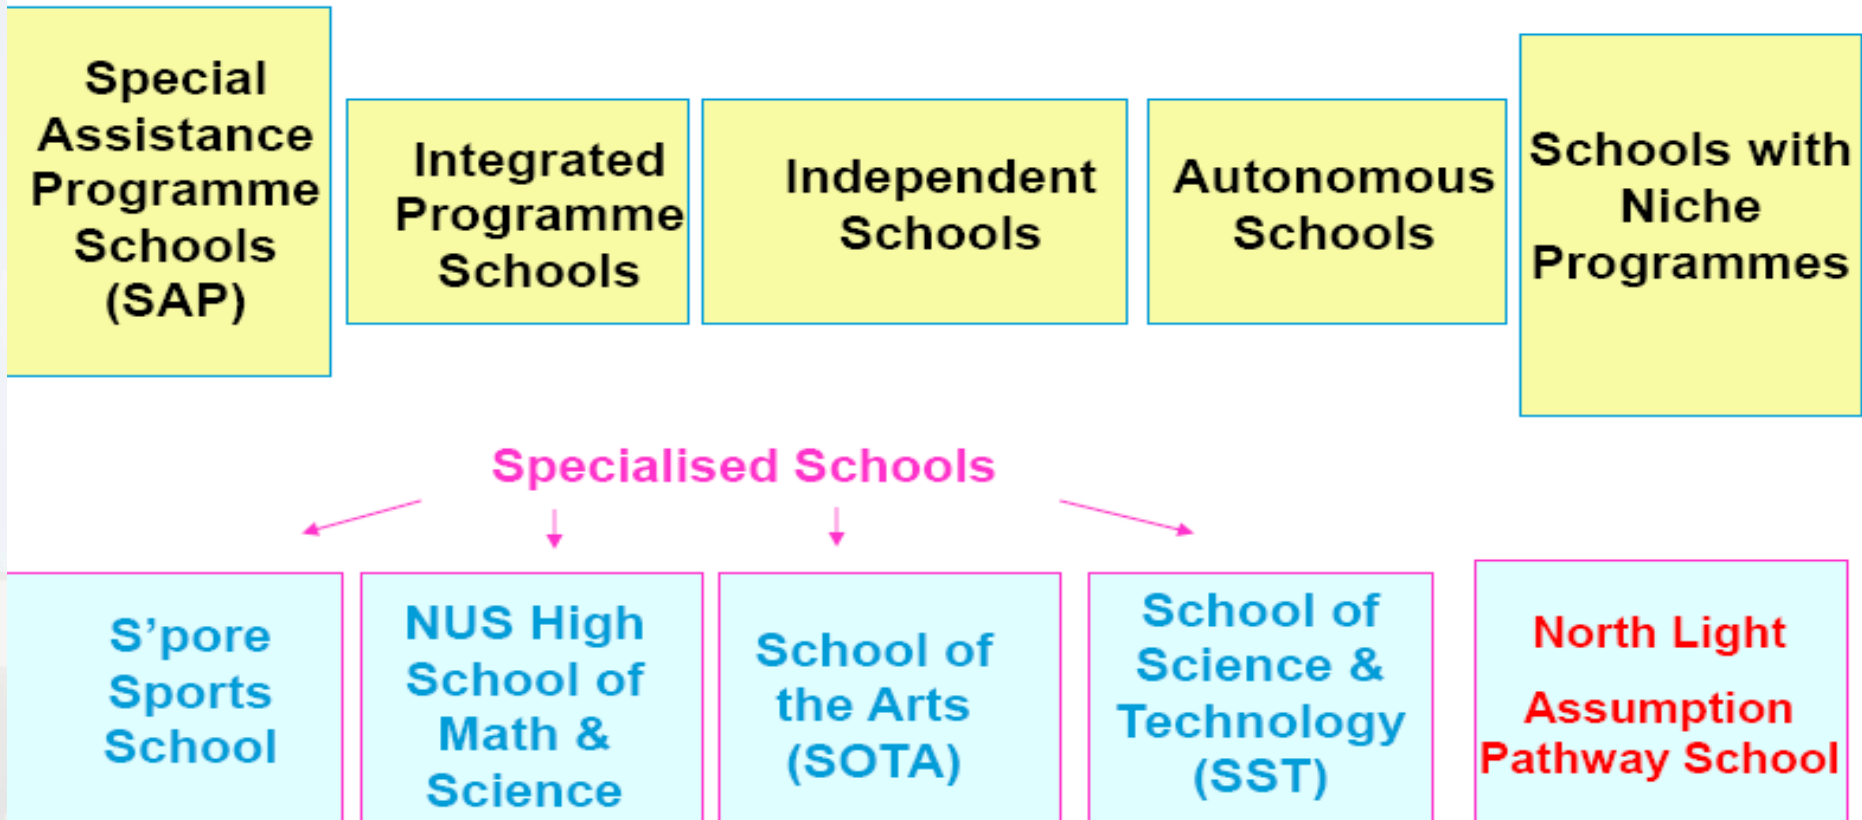 Special
Assistance
Programme
Schools
(SAP)
Integrated
Programme
Schools
Independent
Schools
Autonomous
Schools
Schools with
Niche
Programmes
Specialised Schools
S'pore
Sports
School
NUS High
School of
Math &
Science
School of
the Arts
(SOTA)
School of
Science &
Technology
(SST)
North Light
Assumption
Pathway School